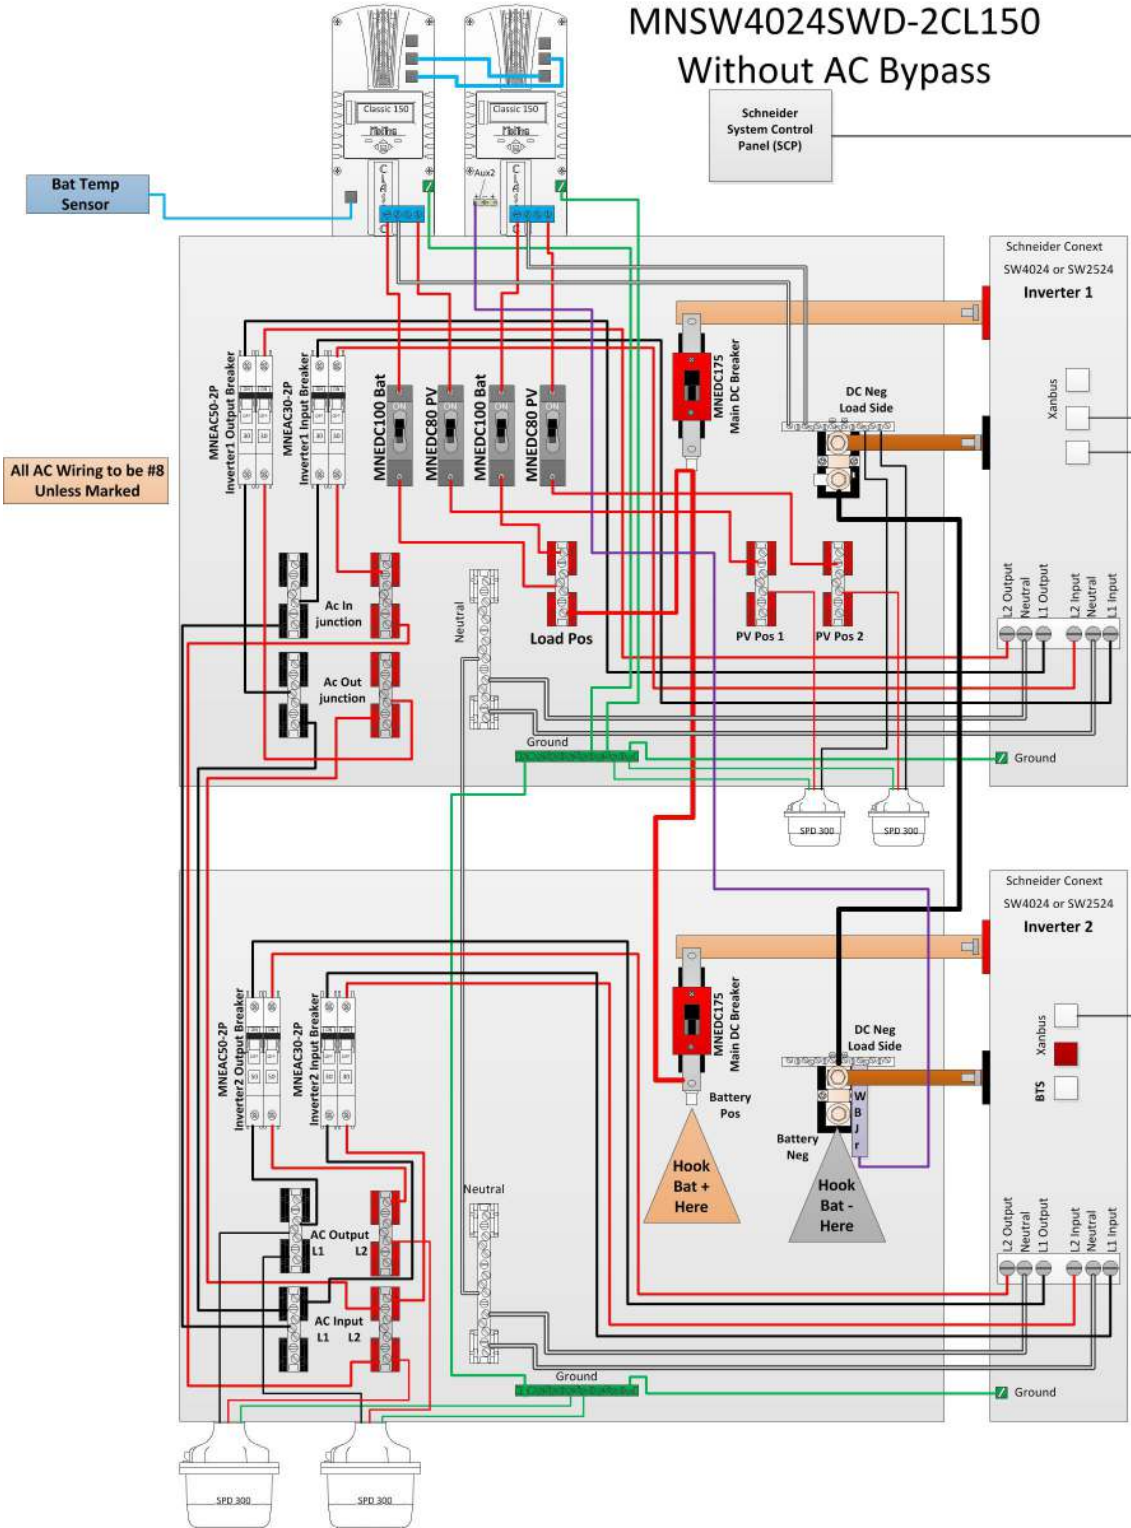 MNSW4024SWD-2CL150
Without AC Bypass
Classic 150
MidNite
C
L
A
S
S
I
C
Classic 150
MidNite
Aux2
Schneider
System Control
Panel (SCP)
Bat Temp
Sensor
Schneider Conext
SW4024 or SW2524
Inverter 1
MNEAC50-2P
Inverter1 Output Breaker
MNEAC30-2P
Inverter1 Input Breaker
MNEDC100 Bat
MNEDC80 PV
MNEDC100 Bat
MNEDC80 PV
ON
ON
ON
ON
MNEDC175
Main DC Breaker
DC Neg
Load Side
Xanbus
All AC Wiring to be #8
Unless Marked
Ac In
junction
Ac Out
junction
Neutral
Load Pos
PV Pos 1
PV Pos 2
L2 Output
Neutral
L1 Output
L2 Input
Neutral
L1 Input
Ground
Ground
SPD 300
SPD 300
Schneider Conext
SW4024 or SW2524
Inverter 2
MNEAC50-2P
Inverter2 Output Breaker
MNEAC30-2P
Inverter2 Input Breaker
MNEDC175
Main DC Breaker
DC Neg
Load Side
Xanbus
BTS
Battery
Pos
W
B
J
r
Battery
Neg
Hook
Bat +
Here
Hook
Bat -
Here
Neutral
AC Output
L1 L2
AC Input
L1 L2
L2 Output
Neutral
L1 Output
L2 Input
Neutral
L1 Input
Ground
Ground
SPD 300
SPD 300